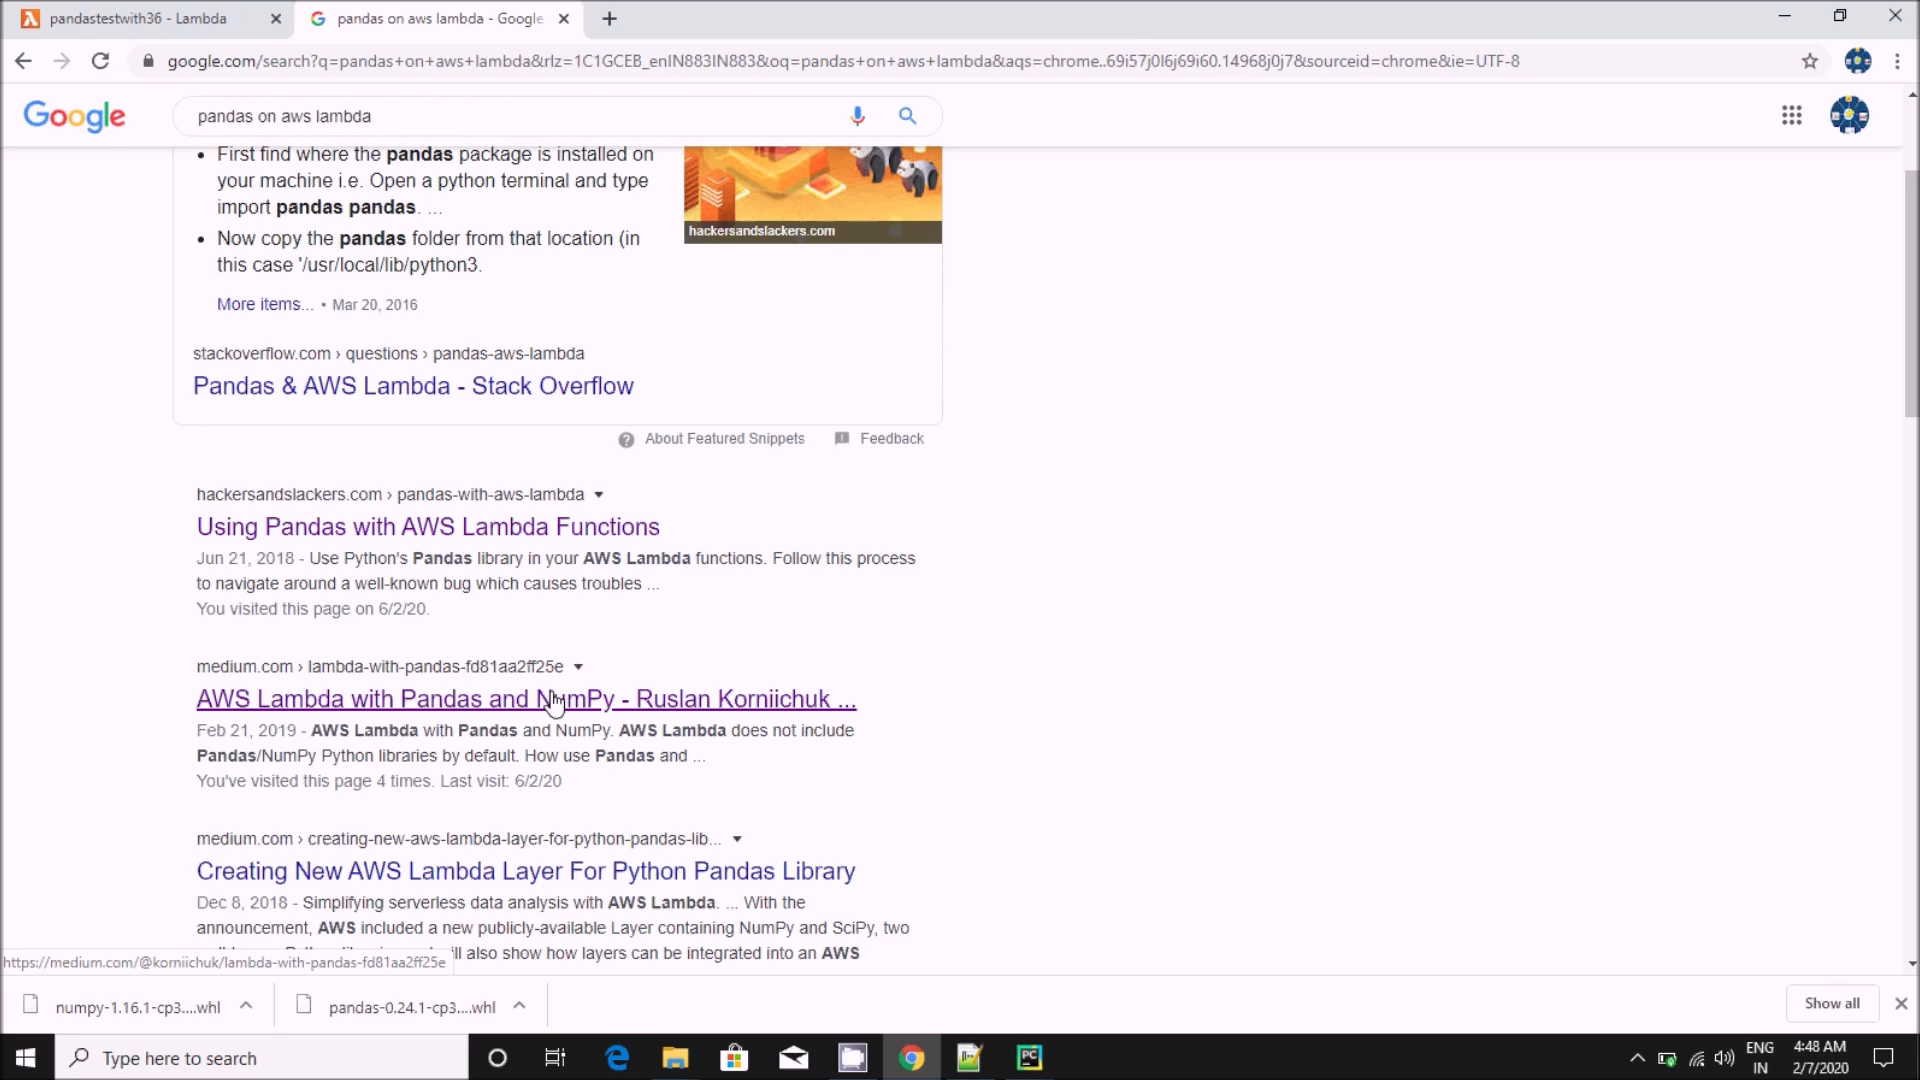 pandastestwith36 - Lambda
pandas on aws lambda - Google
google.com/search?q=pandas+on+aws+lambda&rlz=1C1GCEB_enIN883IN883&oq=pandas+on+aws+lambda&aqs=chrome..69i57j0l6j69i60.14968j0j7&sourceid=chrome&ie=UTF-8
Google
pandas on aws lambda
First find where the pandas package is installed on
your machine i.e. Open a python terminal and type
import pandas pandas. ...
Now copy the pandas folder from that location (in
this case '/usr/local/lib/python3.
hackersandslackers.com
More items... • Mar 20, 2016
stackoverflow.com › questions › pandas-aws-lambda
Pandas & AWS Lambda - Stack Overflow
About Featured Snippets
Feedback
hackersandslackers.com › pandas-with-aws-lambda
Using Pandas with AWS Lambda Functions
Jun 21, 2018 - Use Python's Pandas library in your AWS Lambda functions. Follow this process
to navigate around a well-known bug which causes troubles ...
You visited this page on 6/2/20.
medium.com › lambda-with-pandas-fd81aa2ff25e
AWS Lambda with Pandas and NumPy - Ruslan Korniichuk ...
Feb 21, 2019 - AWS Lambda with Pandas and NumPy. AWS Lambda does not include
Pandas/NumPy Python libraries by default. How use Pandas and ...
You've visited this page 4 times. Last visit: 6/2/20
medium.com › creating-new-aws-lambda-layer-for-python-pandas-lib...
Creating New AWS Lambda Layer For Python Pandas Library
Dec 8, 2018 - Simplifying serverless data analysis with AWS Lambda. ... With the
announcement, AWS included a new publicly-available Layer containing NumPy and SciPy, two
also show how layers can be integrated into an AWS
https://medium.com/@korniichuk/lambda-with-pandas-fd81aa2ff25e
numpy-1.16.1-cp3....whl
pandas-0.24.1-cp3....whl
Show all
Type here to search
PC
ENG
IN
4:48 AM
2/7/2020